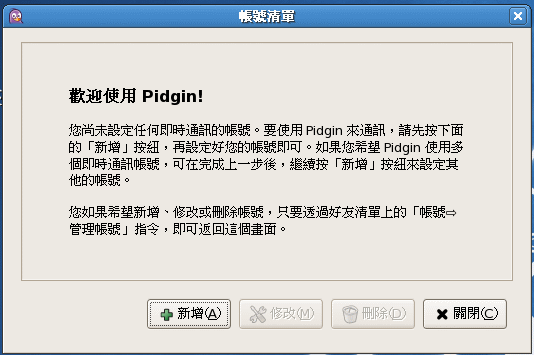 帳號清單
歡迎使用 Pidgin!
您尚未設定任何即時通訊的帳號。要使用 Pidgin 來通訊，請先按下面
的「新增」按紐，再設定好您的帳號即可。如果您希望 Pidgin 使用多
個即時通訊帳號，可在完成上一步後，繼續按「新增」按紐來設定其
他的帳號。
您如果希望新增、修改或刪除帳號，只要透過好友清單上的「帳號⇨
管理帳號」指令，即可返回這個畫面。
新增(A)
修改(M)
刪除(D)
關閉(C)